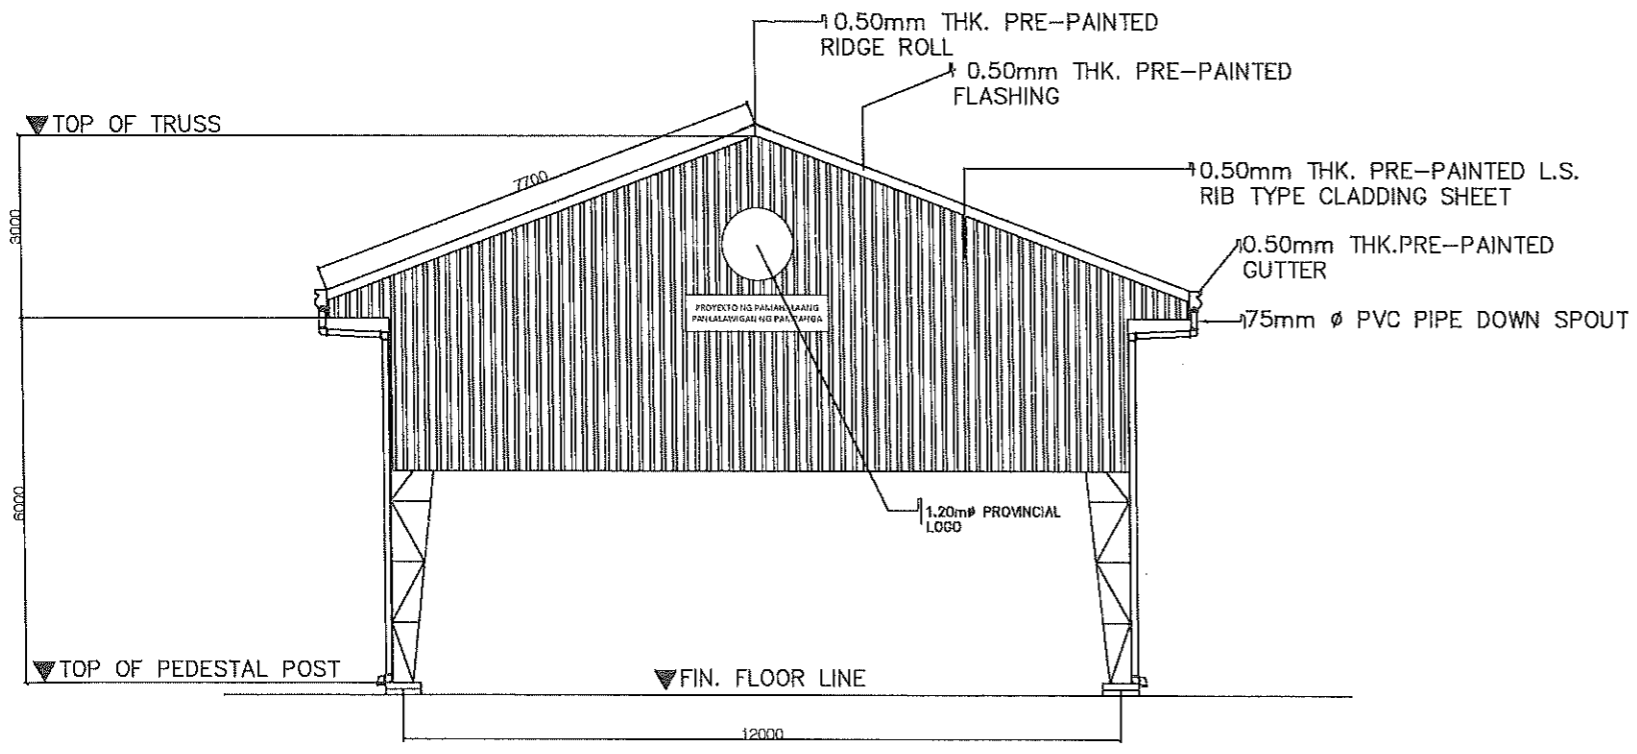 0.50mm THK. PRE-PAINTED
RIDGE ROLL
0.50mm THK. PRE-PAINTED
FLASHING
TOP OF TRUSS
7700
0.50mm THK. PRE-PAINTED L.S.
RIB TYPE CLADDING SHEET
3000
0.50mm THK.PRE-PAINTED
GUTTER
PROYEKTO NG PAMAHALAANG
PANLALAWIGAN NG PAMPANGA
75mm ø PVC PIPE DOWN SPOUT
6000
1.20mø PROVINCIAL
LOGO
TOP OF PEDESTAL POST
FIN. FLOOR LINE
12000